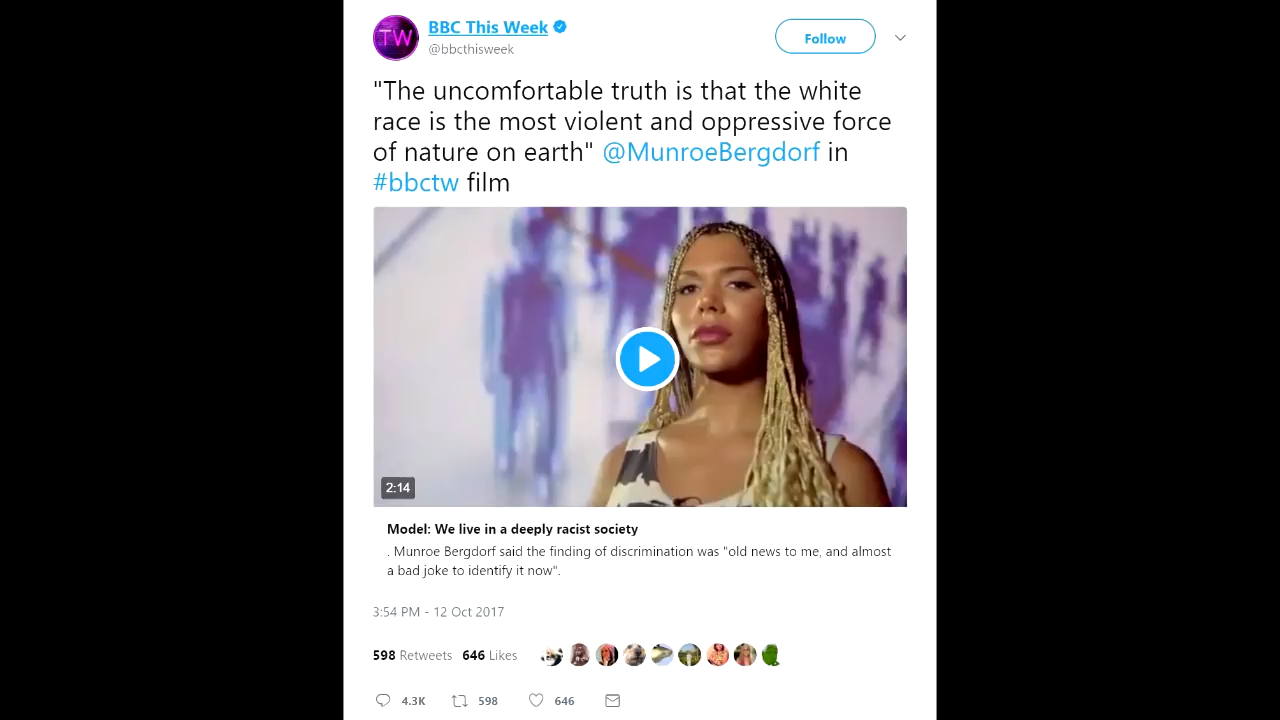 TW
BBC This Week
@bbcthisweek
Follow
"The uncomfortable truth is that the white
race is the most violent and oppressive force
of nature on earth" @MunroeBergdorf in
#bbctw film
2:14
Model: We live in a deeply racist society
. Munroe Bergdorf said the finding of discrimination was "old news to me, and almost
a bad joke to identify it now".
3:54 PM - 12 Oct 2017
598 Retweets 646 Likes
4.3K 598 646